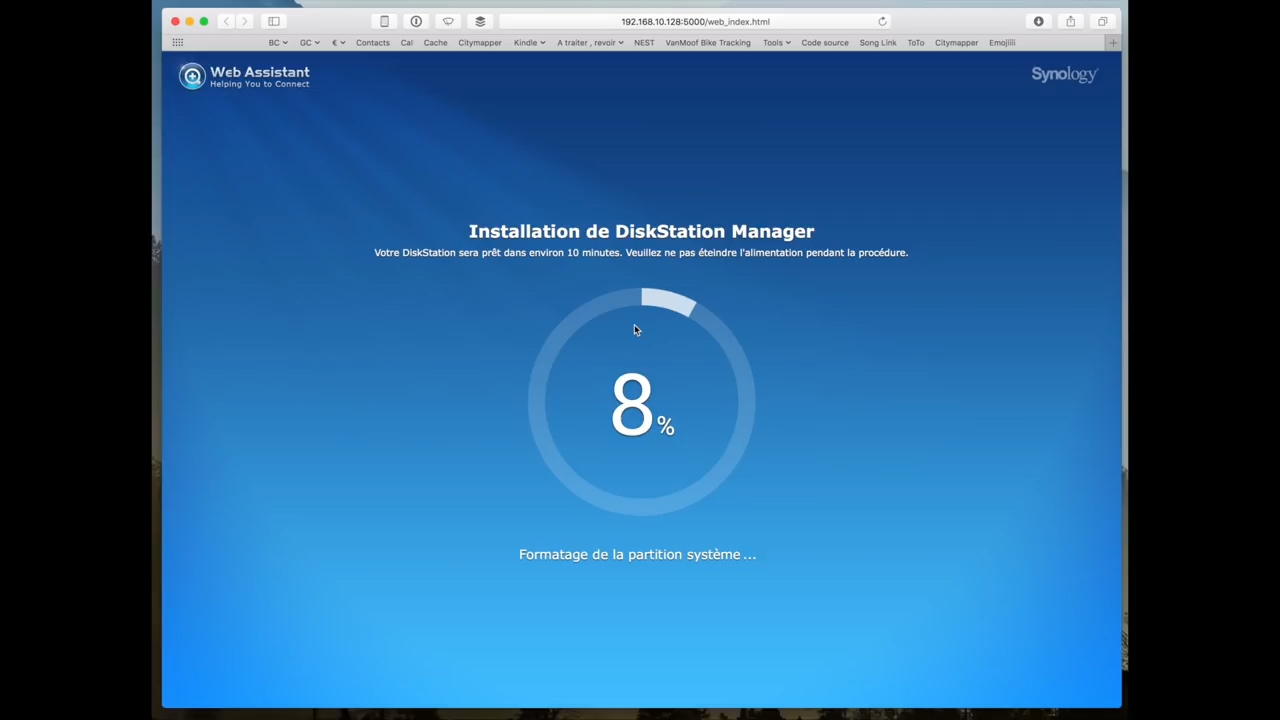 192.168.10.128:5000/web_index.html
BC GC € Contacts Cal Cache Citymapper Kindle A traiter , revoir NEST VanMoof Bike Tracking Tools Code source Song Link ToTo Citymapper Emojiiii
Web Assistant
Helping You to Connect
Synology
Installation de DiskStation Manager
Votre DiskStation sera prêt dans environ 10 minutes. Veuillez ne pas éteindre l'alimentation pendant la procédure.
8 %
Formatage de la partition système ...